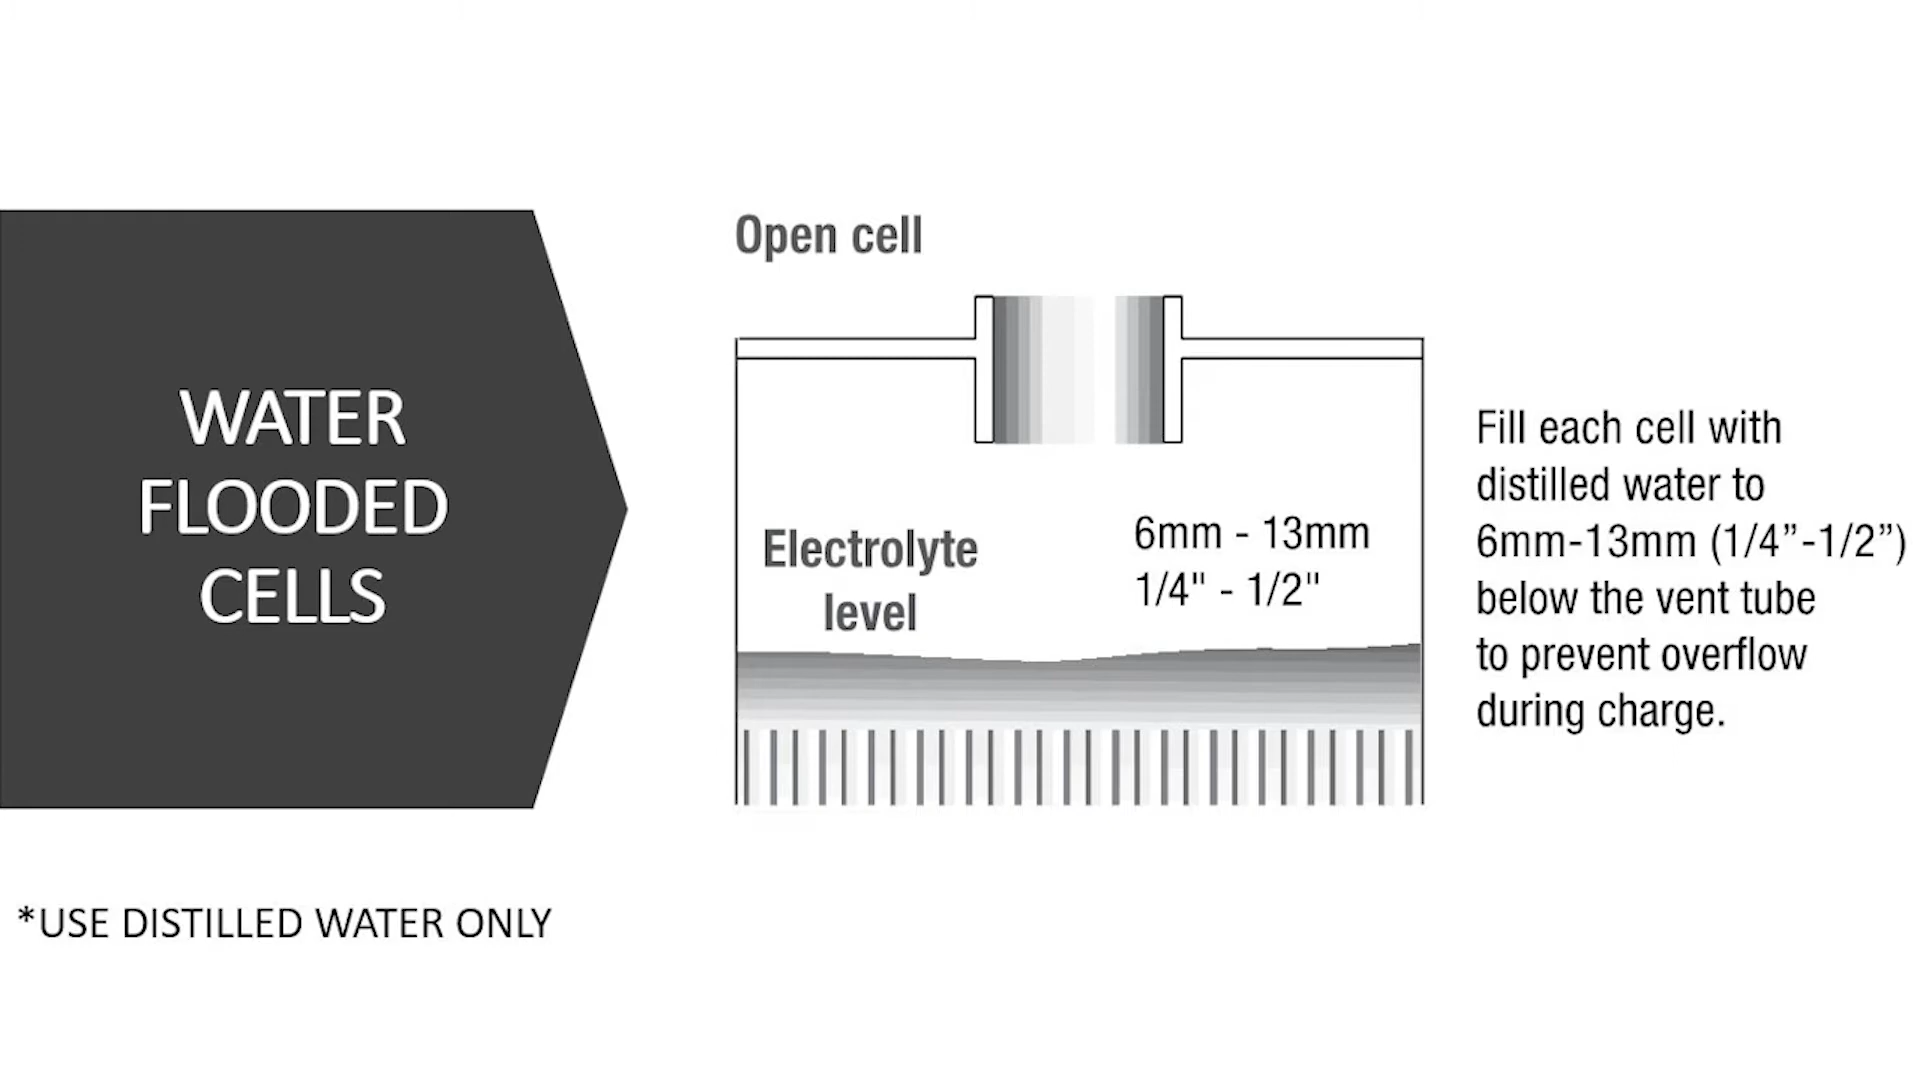 WATER
FLOODED
CELLS
*USE DISTILLED WATER ONLY
Open cell
Electrolyte
level
6mm - 13mm
1/4" - 1/2"
Fill each cell with
distilled water to
6mm-13mm (1/4”-1/2”)
below the vent tube
to prevent overflow
during charge.